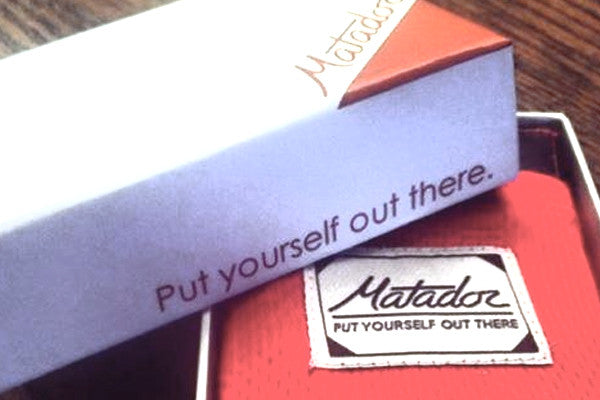 Matador
Put yourself out there.
Matador
PUT YOURSELF OUT THERE